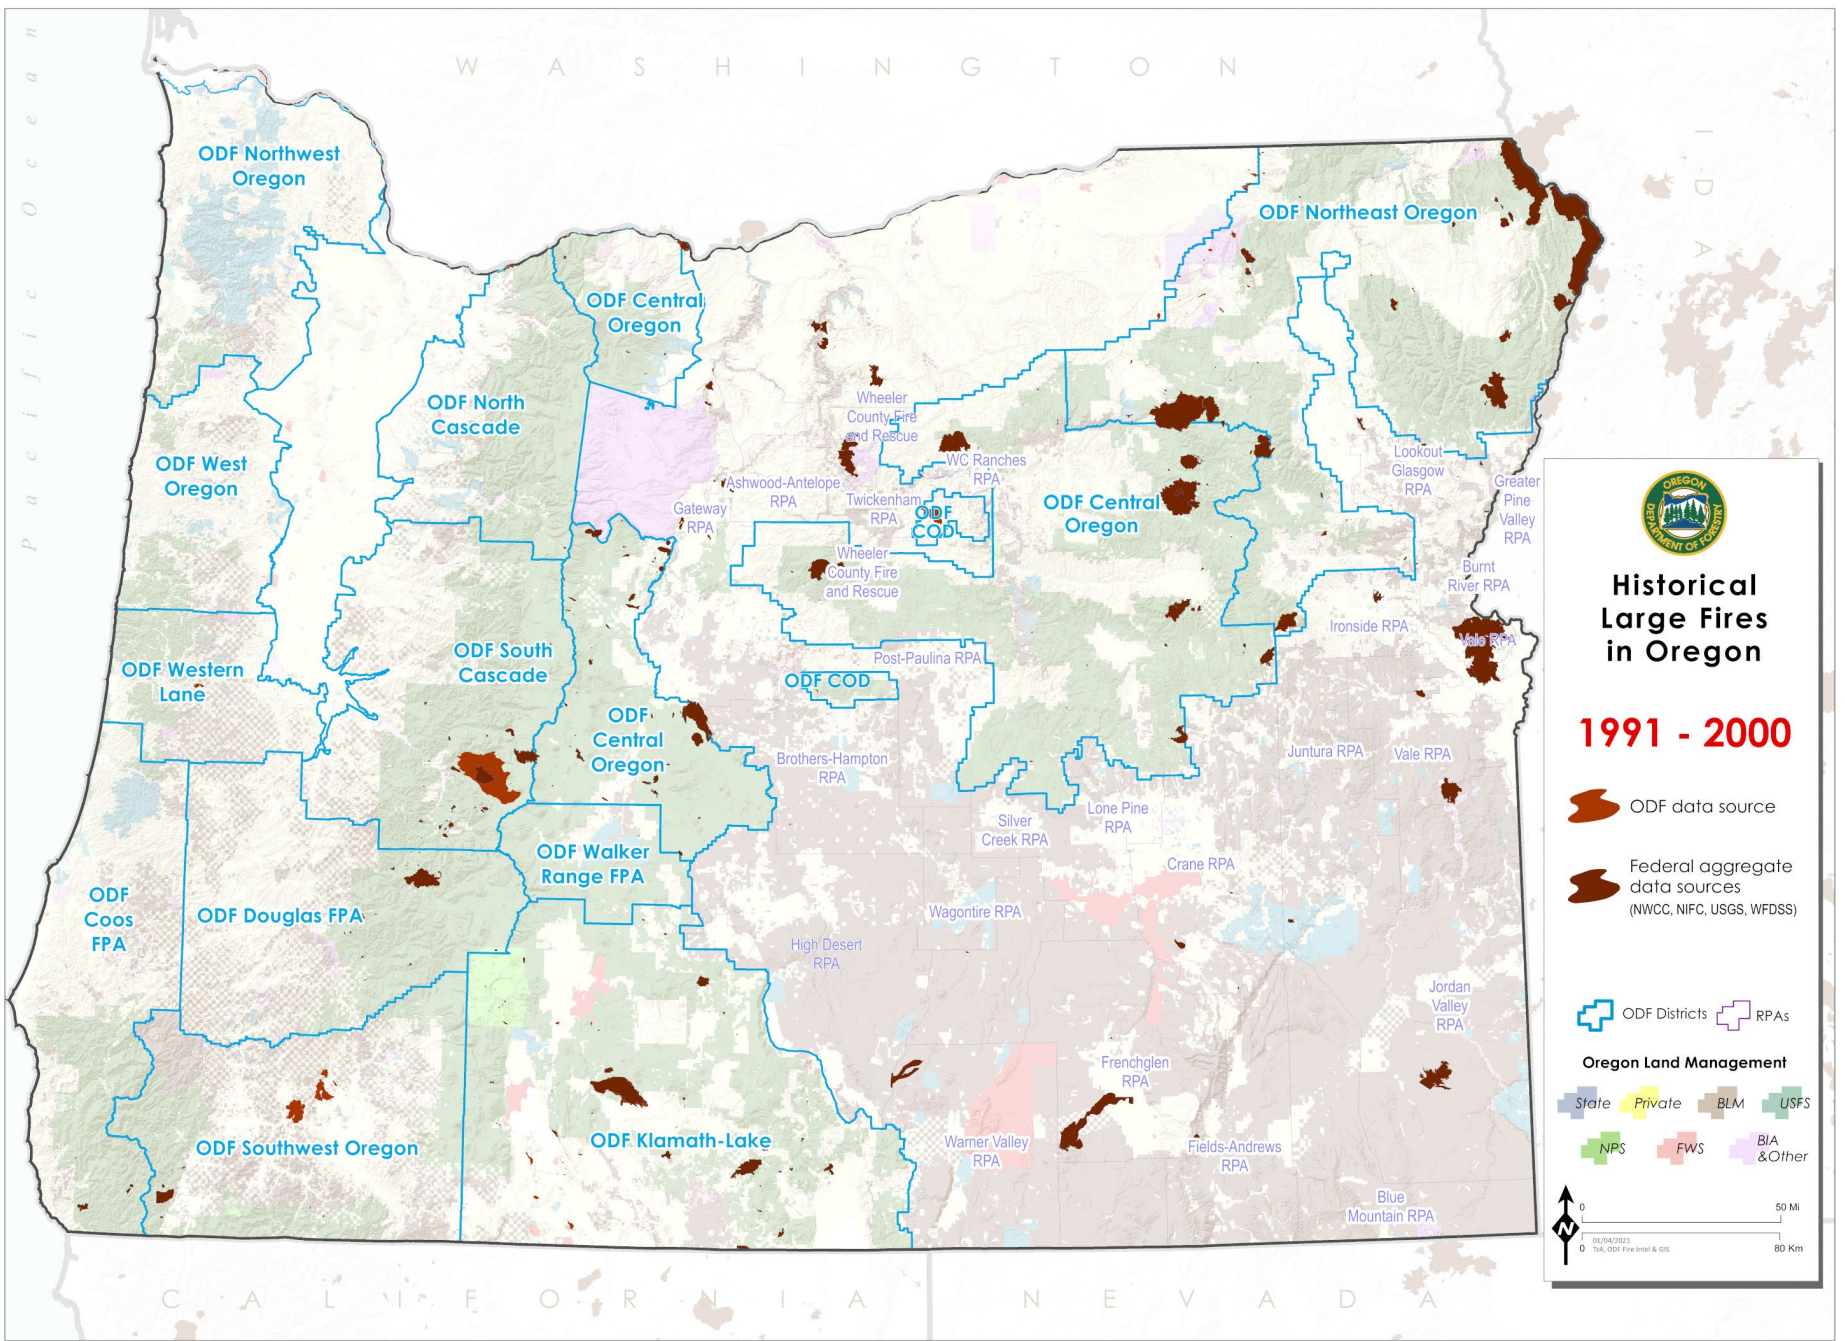 W A S H I N G T O N
Pacific Ocean
I D A
ODF Northwest
Oregon
ODF Northeast Oregon
ODF Central
Oregon
ODF North
Cascade
Wheeler
County Fire
and Rescue
ODF West
Oregon
WC Ranches
RPA
Lookout
Glasgow
RPA
Ashwood-Antelope
RPA
Greater
Pine
Valley
RPA
Twickenham
RPA
Gateway
RPA
ODF
COD
ODF Central
Oregon
Wheeler
County Fire
and Rescue
Burnt
River RPA
Ironside RPA
Vale RPA
ODF South
Cascade
Post-Paulina RPA
ODF Western
Lane
ODF COD
ODF
Central
Oregon
Brothers-Hampton
RPA
Juntura RPA
Vale RPA
Silver
Creek RPA
Lone Pine
RPA
ODF Walker
Range FPA
Crane RPA
ODF
Coos
FPA
ODF Douglas FPA
Wagontire RPA
High Desert
RPA
Jordan
Valley
RPA
Frenchglen
RPA
ODF Southwest Oregon
ODF Klamath-Lake
Warner Valley
RPA
Fields-Andrews
RPA
Blue
Mountain RPA
C A L I F O R N I A
N E V A D A
OREGON
DEPARTMENT OF FORESTRY
Historical
Large Fires
in Oregon
1991 - 2000
ODF data source
Federal aggregate
data sources
(NWCC, NIFC, USGS, WFDSS)
ODF Districts
RPAs
Oregon Land Management
State
Private
BLM
USFS
NPS
FWS
BIA
&Other
N
0 50 Mi
01/04/2021
TzA, ODF Fire Intel & GIS
0 80 Km